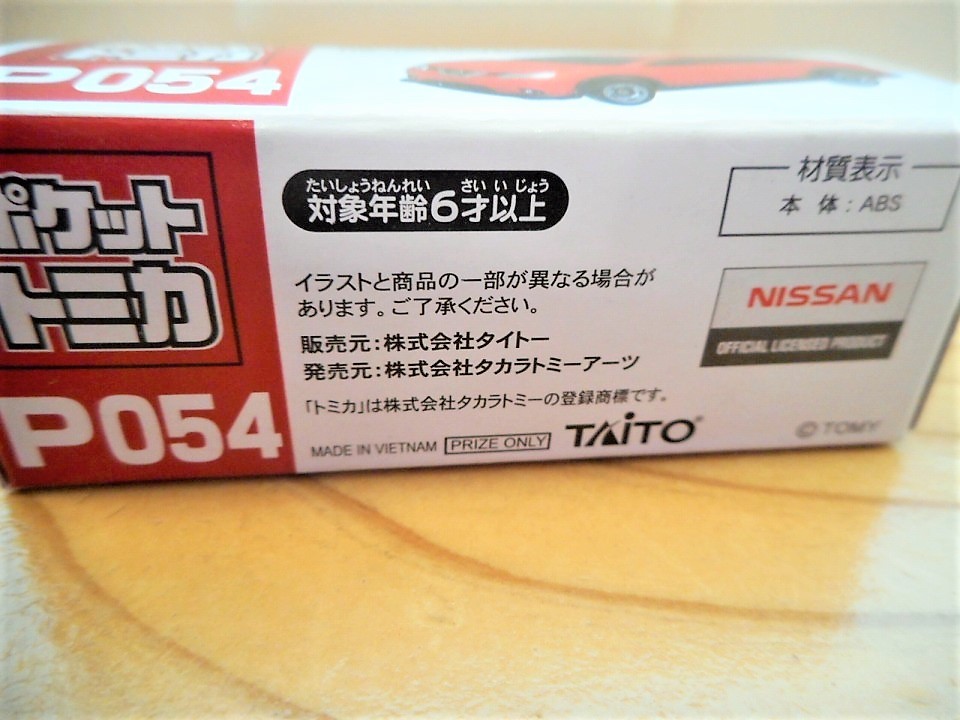 P054
ポケット
トミカ
P054
たいしょうねんれい さい い じょう
対象年齢6才以上
イラストと商品の一部が異なる場合が
あります。ご了承ください。
販売元:株式会社タイトー
発売元:株式会社タカラトミーアーツ
「トミカ」は株式会社タカラトミーの登録商標です。
MADE IN VIETNAM PRIZE ONLY TAITO®
材質表示
本体:ABS
NISSAN
OFFICIAL LICENSED PRODUCT
©TOMY